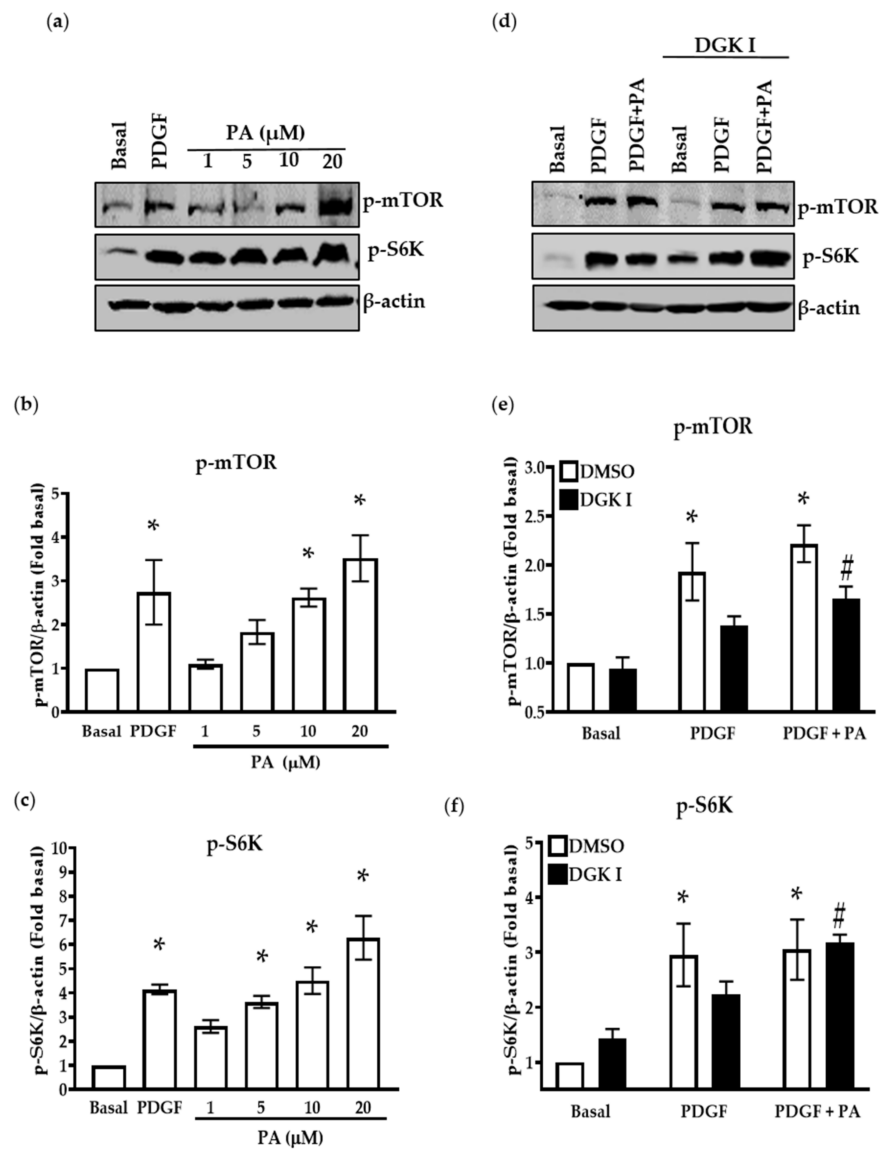 (a)
Basal
PDGF
PA (µM)
1 5 10 20
p-mTOR
p-S6K
β-actin
(d)
DGK I
Basal
PDGF
PDGF+PA
Basal
PDGF
PDGF+PA
p-mTOR
p-S6K
β-actin
(b)
p-mTOR
p-mTOR/β-actin (Fold basal)
5
4
3
2
1
0
* * *
Basal PDGF 1 5 10 20
PA (µM)
(e)
p-mTOR
p-mTOR/β-actin (Fold basal)
3.0
2.5
2.0
1.5
1.0
0.5
DMSO
DGK I
* * #
Basal PDGF PDGF + PA
(c)
p-S6K
p-S6K/β-actin (Fold basal)
10
9
8
7
6
5
4
3
2
1
0
* * * *
Basal PDGF 1 5 10 20
PA (µM)
(f)
p-S6K
p-S6K/β-actin (Fold basal)
5
4
3
2
1
DMSO
DGK I
* * #
Basal PDGF PDGF + PA